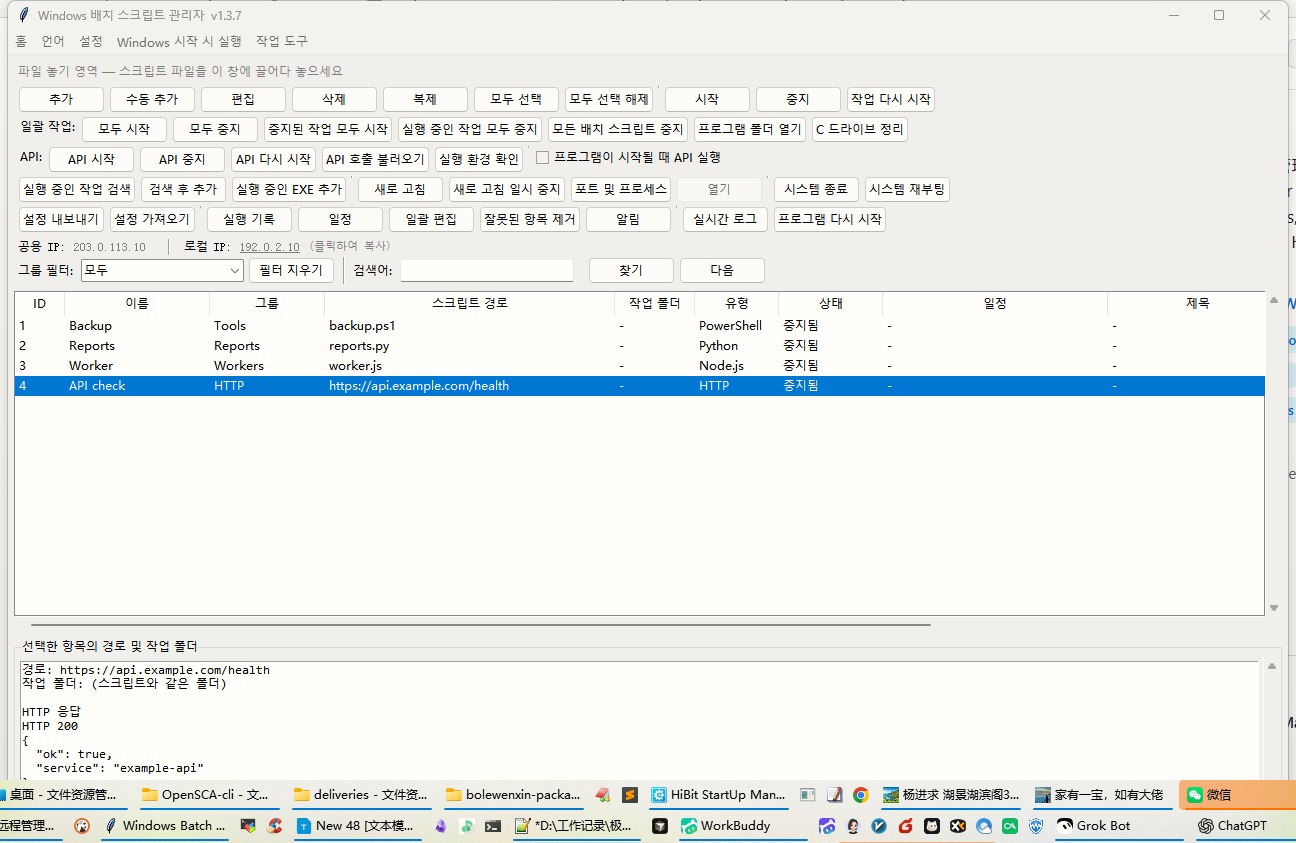 Windows 배치 스크립트 관리자 v1.3.7
홈 언어 설정 Windows 시작 시 실행 작업 도구
파일 놓기 영역 — 스크립트 파일을 이 창에 끌어다 놓으세요
추가 수동 추가 편집 삭제 복제 모두 선택 모두 선택 해제 시작 중지 작업 다시 시작
일괄 작업: 모두 시작 모두 중지 중지된 작업 모두 시작 실행 중인 작업 모두 중지 모든 배치 스크립트 중지 프로그램 폴더 열기 C 드라이브 정리
API: API 시작 API 중지 API 다시 시작 API 호출 불러오기 실행 환경 확인 프로그램이 시작될 때 API 실행
실행 중인 작업 검색 검색 후 추가 실행 중인 EXE 추가 새로 고침 새로 고침 일시 중지 포트 및 프로세스 열기 시스템 종료 시스템 재부팅
설정 내보내기 설정 가져오기 실행 기록 일정 일괄 편집 잘못된 항목 제거 알림 실시간 로그 프로그램 다시 시작
공용 IP: 203.0.113.10 로컬 IP: 192.0.2.10 (클릭하여 복사)
그룹 필터: 모두 필터 지우기 검색어: 찾기 다음
ID 이름 그룹 스크립트 경로 작업 폴더 유형 상태 일정 제목
1 Backup Tools backup.ps1 - PowerShell 중지됨 - -
2 Reports Reports reports.py - Python 중지됨 - -
3 Worker Workers worker.js - Node.js 중지됨 - -
4 API check HTTP https://api.example.com/health - HTTP 중지됨 - -
선택한 항목의 경로 및 작업 폴더
경로: https://api.example.com/health
작업 폴더: (스크립트와 같은 폴더)
HTTP 응답
HTTP 200
{
"ok": true,
"service": "example-api"
桌面 - 文件资源管... OpenSCA-cli - 文... deliveries - 文件资... bolewenxin-packa... HiBit StartUp Man... 杨进求 湖景湖滨阁3... 家有一宝，如有大佬 微信
远程管理... Windows Batch ... New 48 [文本模... *D:\工作记录\极... WorkBuddy Grok Bot ChatGPT